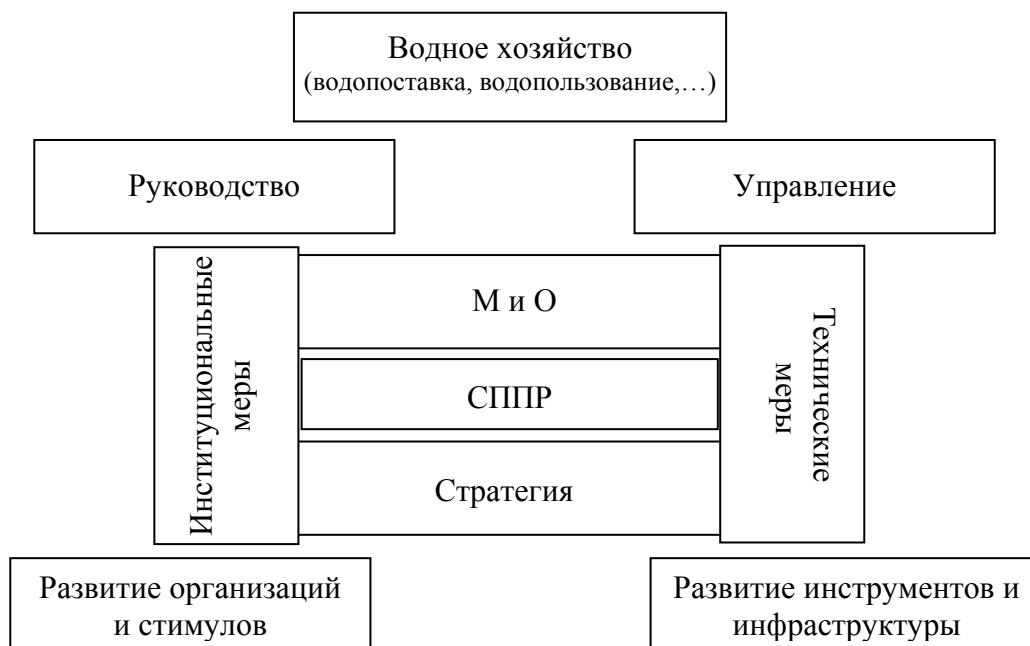 Водное хозяйство
(водопоставка, водопользование,…)
Руководство
Управление
Институциональные
меры
М и О
СППР
Стратегия
Технические
меры
Развитие организаций
и стимулов
Развитие инструментов и
инфраструктуры